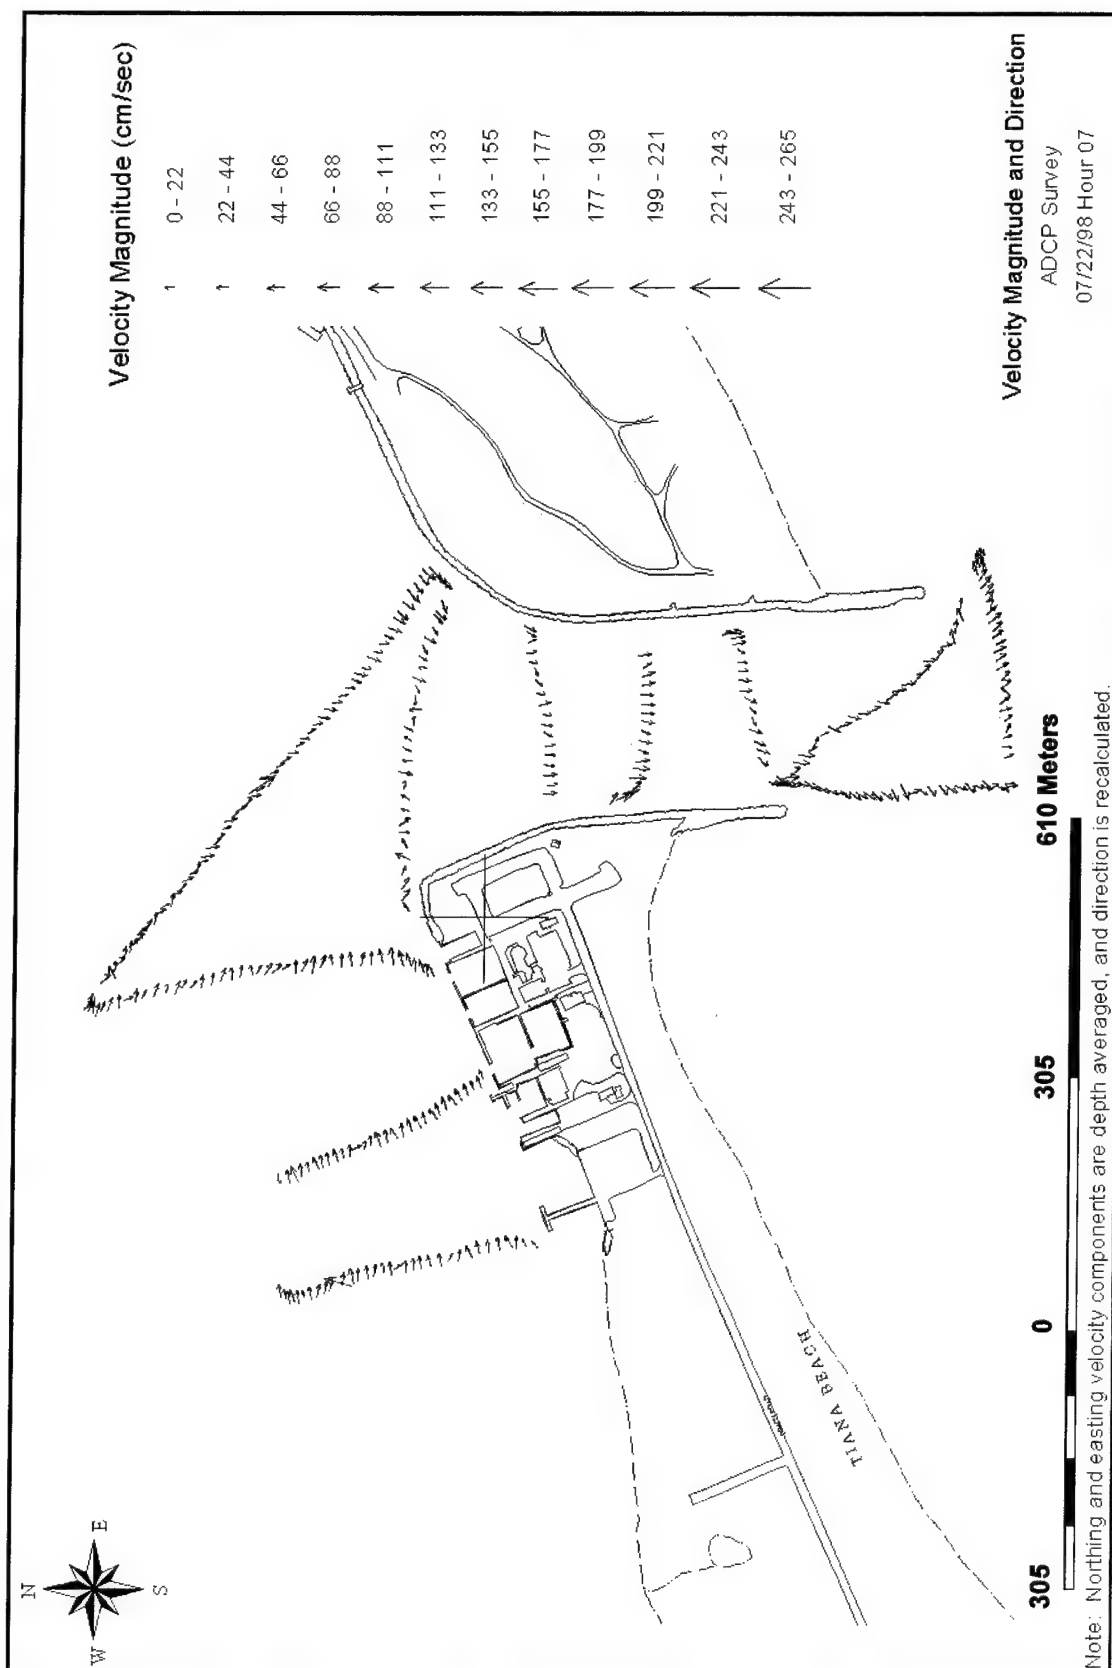 N
W E
S
Velocity Magnitude (cm/sec)
0 - 22
22 - 44
44 - 66
66 - 88
88 - 111
111 - 133
133 - 155
155 - 177
177 - 199
199 - 221
221 - 243
243 - 265
TIANA BEACH
305 0 305 610 Meters
Velocity Magnitude and Direction
ADCP Survey
07/22/98 Hour 07
Note: Northing and easting velocity components are depth averaged, and direction is recalculated.